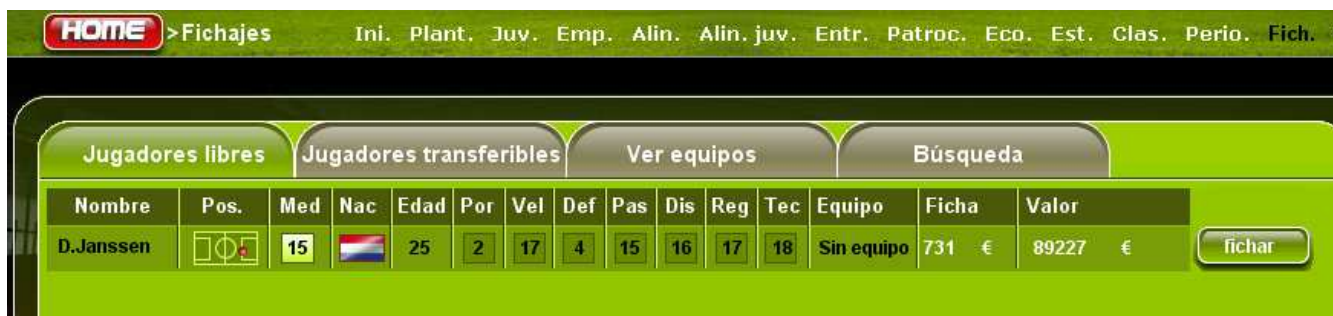 HOME >Fichajes Ini. Plant. Juv. Emp. Alin. Alin. juv. Entr. Patroc. Eco. Est. Clas. Perio. Fich.
Jugadores libres Jugadores transferibles Ver equipos Búsqueda
Nombre Pos. Med Nac Edad Por Vel Def Pas Dis Reg Tec Equipo Ficha Valor
D.Janssen 15 25 2 17 4 15 16 17 18 Sin equipo 731 € 89227 € fichar